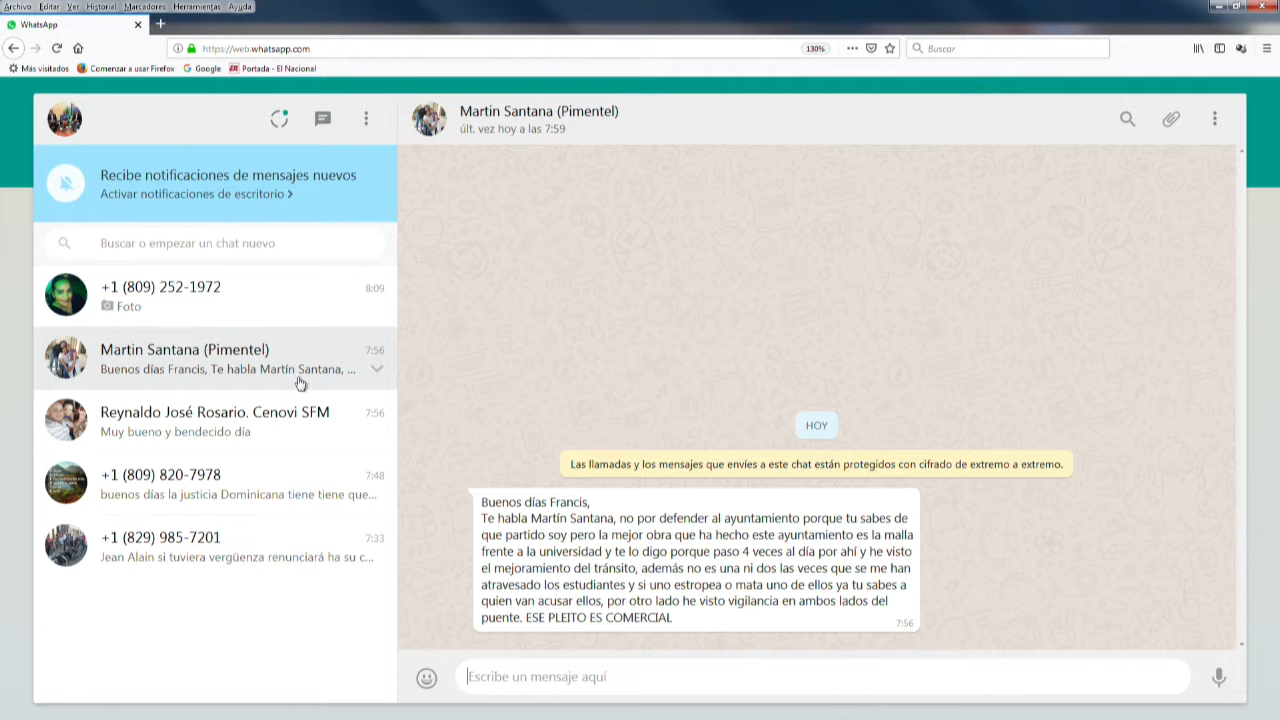 Archivo Editar Ver Historial Marcadores Herramientas Ayuda
WhatsApp
https://web.whatsapp.com
130%
Buscar
Más visitados Comenzar a usar Firefox Google Portada - El Nacional
Martin Santana (Pimentel)
últ. vez hoy a las 7:59
Recibe notificaciones de mensajes nuevos
Activar notificaciones de escritorio >
Buscar o empezar un chat nuevo
+1 (809) 252-1972 8:09
Foto
Martin Santana (Pimentel) 7:56
Buenos días Francis, Te habla Martín Santana, ...
Reynaldo José Rosario. Cenovi SFM 7:56
Muy bueno y bendecido día
+1 (809) 820-7978 7:48
buenos días la justicia Dominicana tiene tiene que...
+1 (829) 985-7201 7:33
Jean Alain si tuviera vergüenza renunciará ha su c...
HOY
Las llamadas y los mensajes que envíes a este chat están protegidos con cifrado de extremo a extremo.
Buenos días Francis,
Te habla Martín Santana, no por defender al ayuntamiento porque tu sabes de
que partido soy pero la mejor obra que ha hecho este ayuntamiento es la malla
frente a la universidad y te lo digo porque paso 4 veces al día por ahí y he visto
el mejoramiento del tránsito, además no es una ni dos las veces que se me han
atravesado los estudiantes y si uno estropea o mata uno de ellos ya tu sabes a
quien van acusar ellos, por otro lado he visto vigilancia en ambos lados del
puente. ESE PLEITO ES COMERCIAL
7:56
Escribe un mensaje aquí